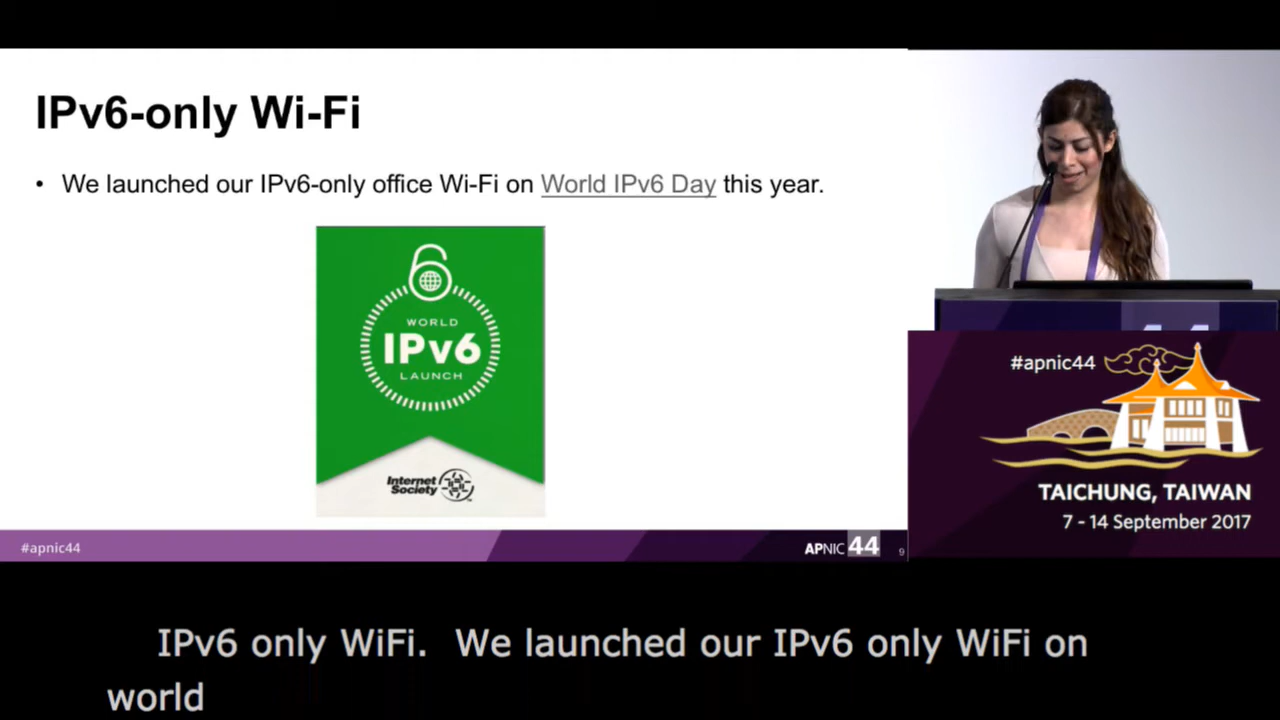 IPv6-only Wi-Fi
• We launched our IPv6-only office Wi-Fi on World IPv6 Day this year.
6
WORLD
IPv6
LAUNCH
Internet
Society
#apnic44
APNIC 44
9
44
#apnic44
TAICHUNG, TAIWAN
7 - 14 September 2017
IPv6 only WiFi. We launched our IPv6 only WiFi on
world